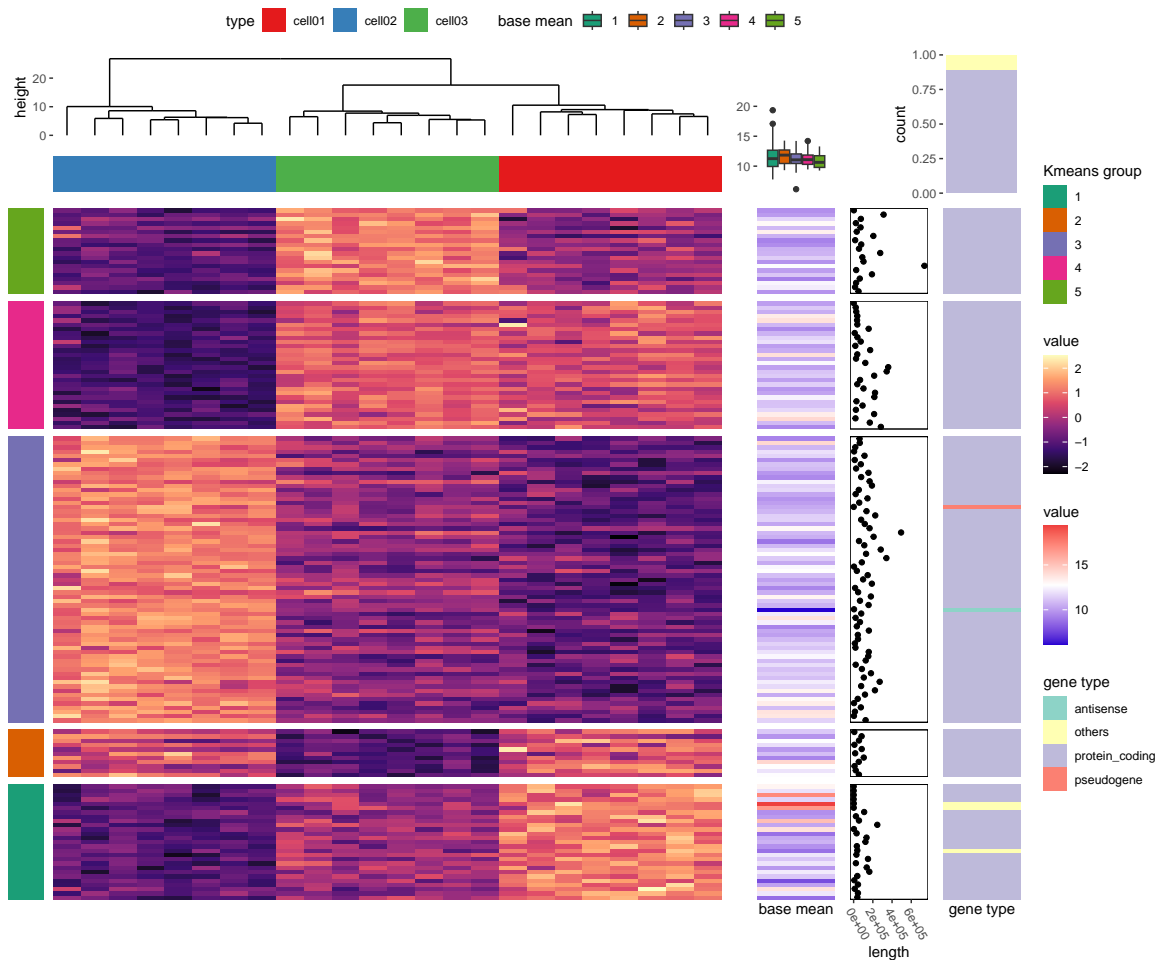 type cell01 cell02 cell03 base mean 1 2 3 4 5
height
20
10
0
20
15
10
count
1.00
0.75
0.50
0.25
0.00
Kmeans group
1
2
3
4
5
value
2
1
0
−1
−2
value
15
10
gene type
antisense
others
protein_coding
pseudogene
base mean
0e+00 2e+05 4e+05 6e+05
length
gene type